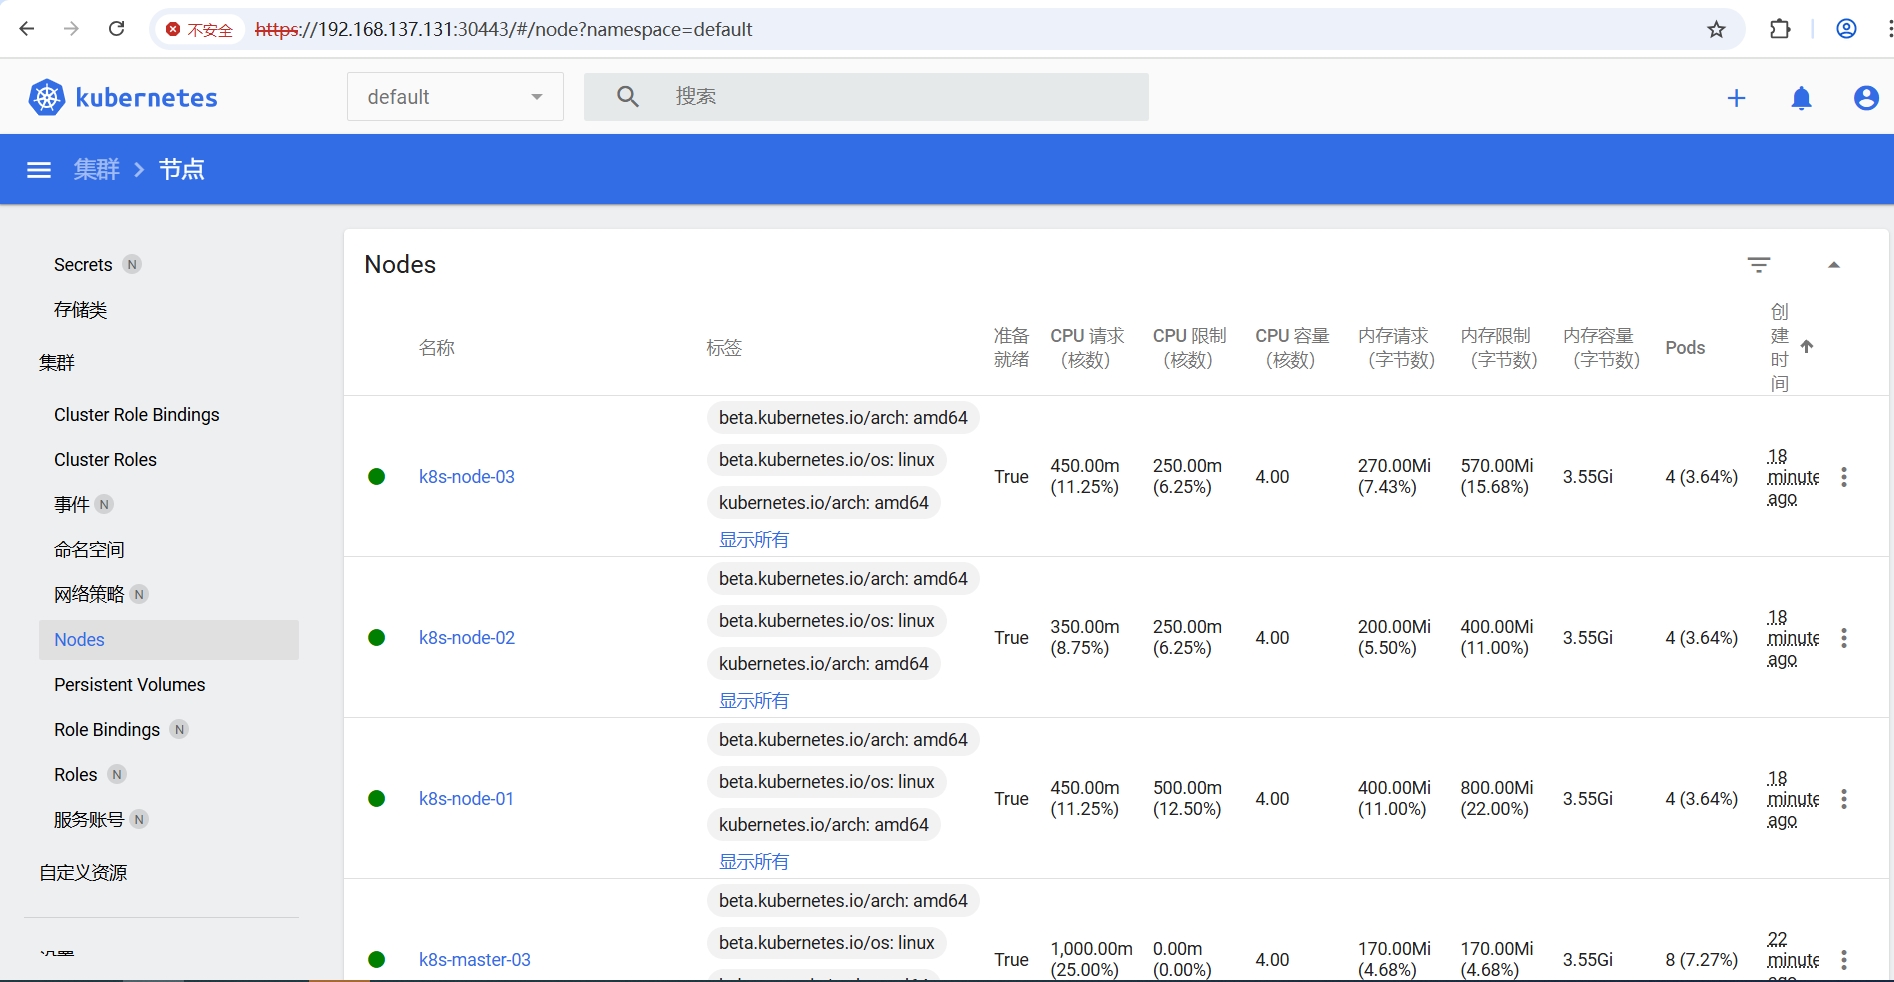 不安全 https://192.168.137.131:30443/#/node?namespace=default
kubernetes
default
搜索
集群 > 节点
Secrets N
存储类
集群
Cluster Role Bindings
Cluster Roles
事件 N
命名空间
网络策略 N
Nodes
Persistent Volumes
Role Bindings N
Roles N
服务账号 N
自定义资源
Nodes
名称
标签
准备
就绪
CPU 请求
(核数)
CPU 限制
(核数)
CPU 容量
(核数)
内存请求
(字节数)
内存限制
(字节数)
内存容量
(字节数)
Pods
创
建
时
间
k8s-node-03
beta.kubernetes.io/arch: amd64
beta.kubernetes.io/os: linux
kubernetes.io/arch: amd64
显示所有
True
450.00m
(11.25%)
250.00m
(6.25%)
4.00
270.00Mi
(7.43%)
570.00Mi
(15.68%)
3.55Gi
4 (3.64%)
18
minute
ago
k8s-node-02
beta.kubernetes.io/arch: amd64
beta.kubernetes.io/os: linux
kubernetes.io/arch: amd64
显示所有
True
350.00m
(8.75%)
250.00m
(6.25%)
4.00
200.00Mi
(5.50%)
400.00Mi
(11.00%)
3.55Gi
4 (3.64%)
18
minute
ago
k8s-node-01
beta.kubernetes.io/arch: amd64
beta.kubernetes.io/os: linux
kubernetes.io/arch: amd64
显示所有
True
450.00m
(11.25%)
500.00m
(12.50%)
4.00
400.00Mi
(11.00%)
800.00Mi
(22.00%)
3.55Gi
4 (3.64%)
18
minute
ago
k8s-master-03
beta.kubernetes.io/arch: amd64
beta.kubernetes.io/os: linux
True
1,000.00m
(25.00%)
0.00m
(0.00%)
4.00
170.00Mi
(4.68%)
170.00Mi
(4.68%)
3.55Gi
8 (7.27%)
22
minute